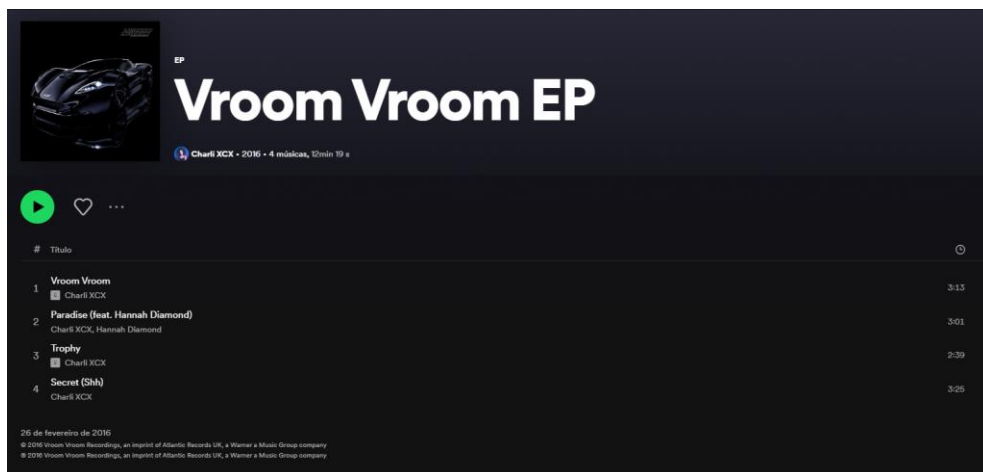 EP
Vroom Vroom EP
Charli XCX • 2016 • 4 músicas, 12min 19 s
# Título
1 Vroom Vroom 3:13
E Charli XCX
2 Paradise (feat. Hannah Diamond) 3:01
Charli XCX, Hannah Diamond
3 Trophy 2:39
E Charli XCX
4 Secret (Shh) 3:25
Charli XCX
26 de fevereiro de 2016
© 2016 Vroom Vroom Recordings, an imprint of Atlantic Records UK, a Warner a Music Group company
℗ 2016 Vroom Vroom Recordings, an imprint of Atlantic Records UK, a Warner a Music Group company